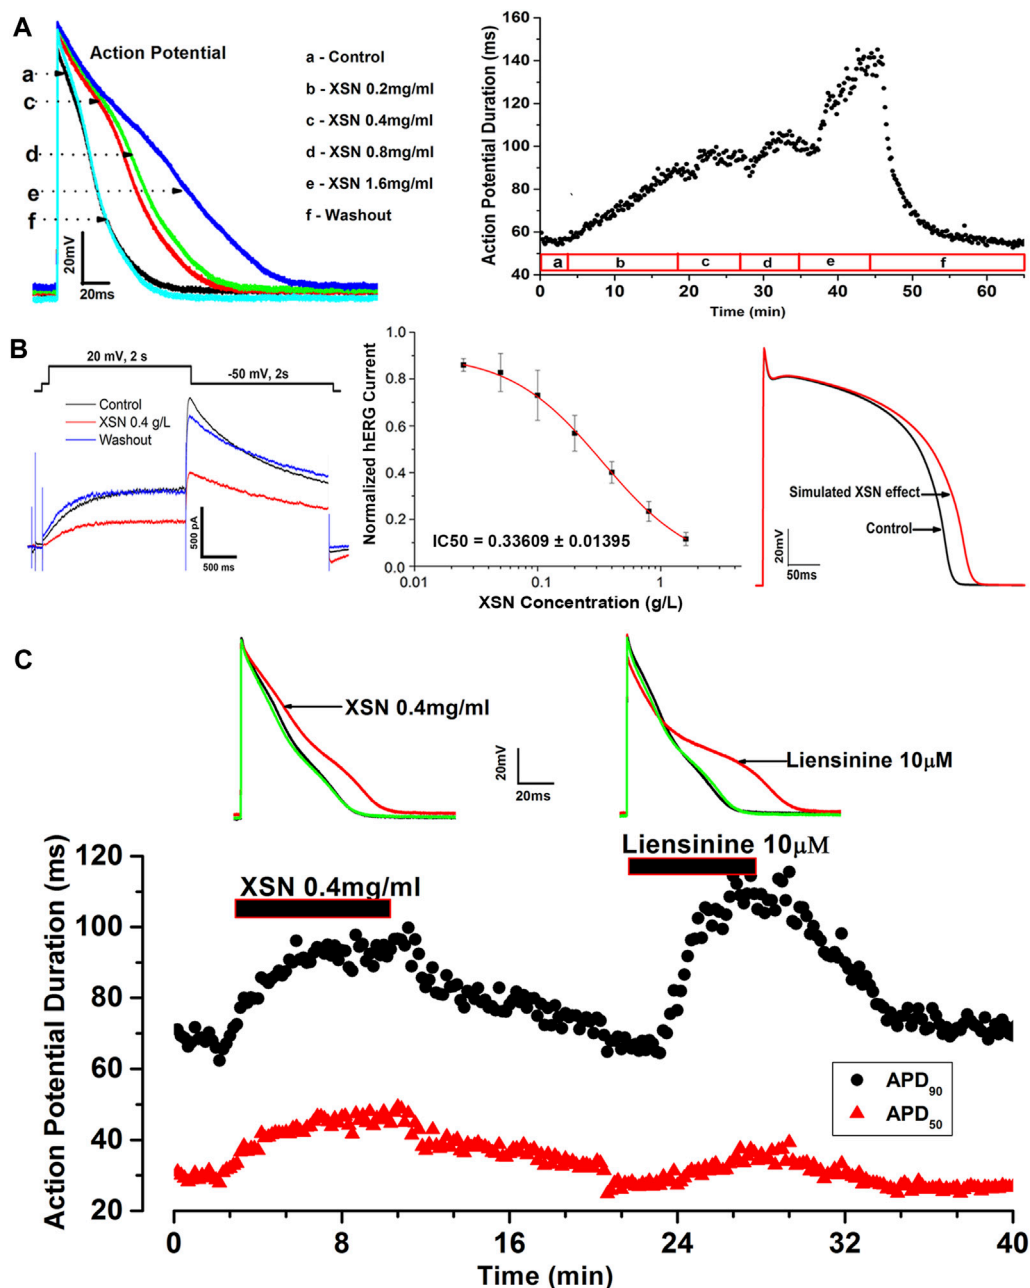 A
Action Potential
a
c
d
e
f
20mV
20ms
a - Control
b - XSN 0.2mg/ml
c - XSN 0.4mg/ml
d - XSN 0.8mg/ml
e - XSN 1.6mg/ml
f - Washout
Action Potential Duration (ms)
160
140
120
100
80
60
40
a b c d e f
0 10 20 30 40 50 60
Time (min)
B
20 mV, 2 s
-50 mV, 2s
Control
XSN 0.4 g/L
Washout
500 pA
500 ms
Normalized hERG Current
1.0
0.8
0.6
0.4
0.2
0.0
IC50 = 0.33609 ± 0.01395
0.01 0.1 1
XSN Concentration (g/L)
Simulated XSN effect
Control
20mV
50ms
C
XSN 0.4mg/ml
20mV
20ms
Liensinine 10μM
Action Potential Duration (ms)
120
100
80
60
40
20
XSN 0.4mg/ml
Liensinine 10μM
APD90
APD50
0 8 16 24 32 40
Time (min)